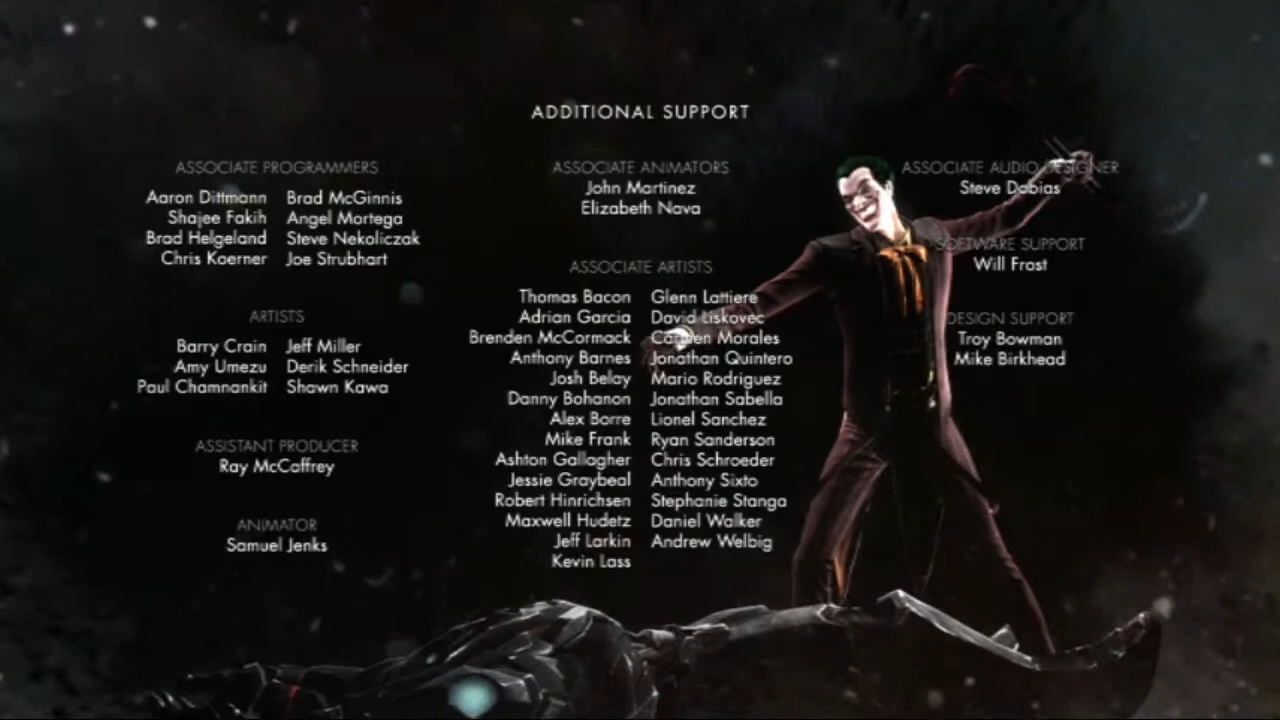 ADDITIONAL SUPPORT
ASSOCIATE PROGRAMMERS
Aaron Dittmann Brad McGinnis
Shajee Fakih Angel Mortega
Brad Helgeland Steve Nekoliczak
Chris Koerner Joe Strubhart
ARTISTS
Barry Crain Jeff Miller
Amy Umezu Derik Schneider
Paul Chamnankit Shawn Kawa
ASSISTANT PRODUCER
Ray McCaffrey
ANIMATOR
Samuel Jenks
ASSOCIATE ANIMATORS
John Martinez
Elizabeth Nava
ASSOCIATE ARTISTS
Thomas Bacon Glenn Lattiere
Adrian Garcia David Liskovec
Brenden McCormack Carmen Morales
Anthony Barnes Jonathan Quintero
Josh Belay Mario Rodriguez
Danny Bohanon Jonathan Sabella
Alex Borre Lionel Sanchez
Mike Frank Ryan Sanderson
Ashton Gallagher Chris Schroeder
Jessie Graybeal Anthony Sixto
Robert Hinrichsen Stephanie Stanga
Maxwell Hudetz Daniel Walker
Jeff Larkin Andrew Welbig
Kevin Lass
ASSOCIATE AUDIO DESIGNER
Steve Dobias
SOFTWARE SUPPORT
Will Frost
DESIGN SUPPORT
Troy Bowman
Mike Birkhead